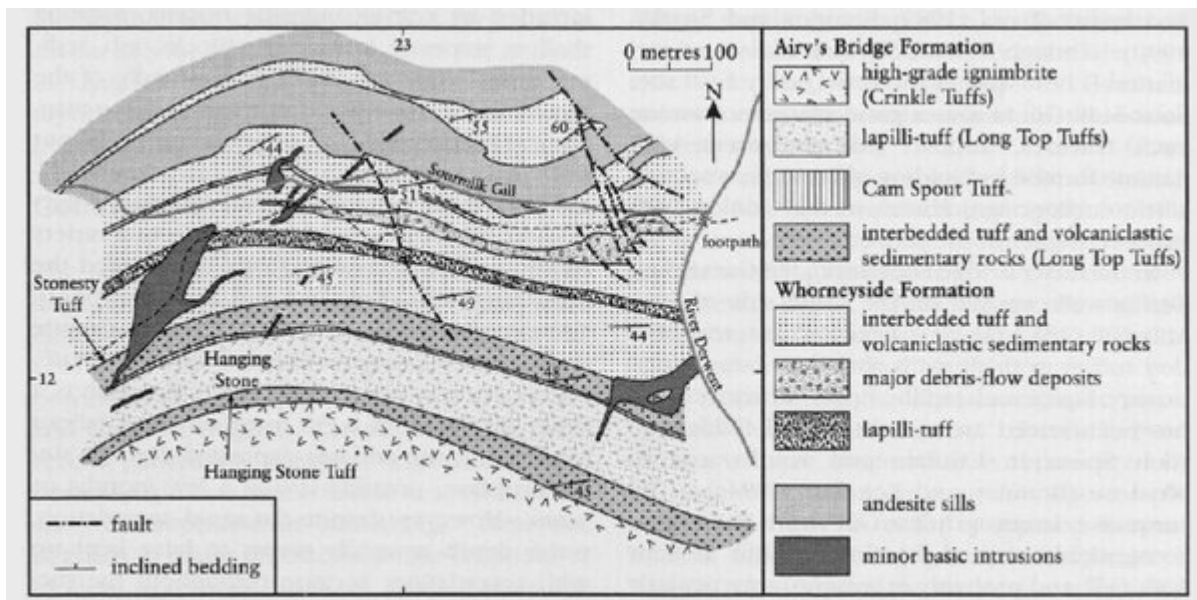 23
0 metres 100
N
55
60
44
Sourmilk Gill
51
footpath
Stonesty
Tuff
45
49
River Derwent
44
Hanging
Stone
12
Hanging Stone Tuff
45
fault
inclined bedding
Airy's Bridge Formation
high-grade ignimbrite
(Crinkle Tuffs)
lapilli-tuff (Long Top Tuffs)
Cam Spout Tuff
interbedded tuff and volcaniclastic
sedimentary rocks (Long Top Tuffs)
Whorneyside Formation
interbedded tuff and
volcaniclastic sedimentary rocks
major debris-flow deposits
lapilli-tuff
andesite sills
minor basic intrusions